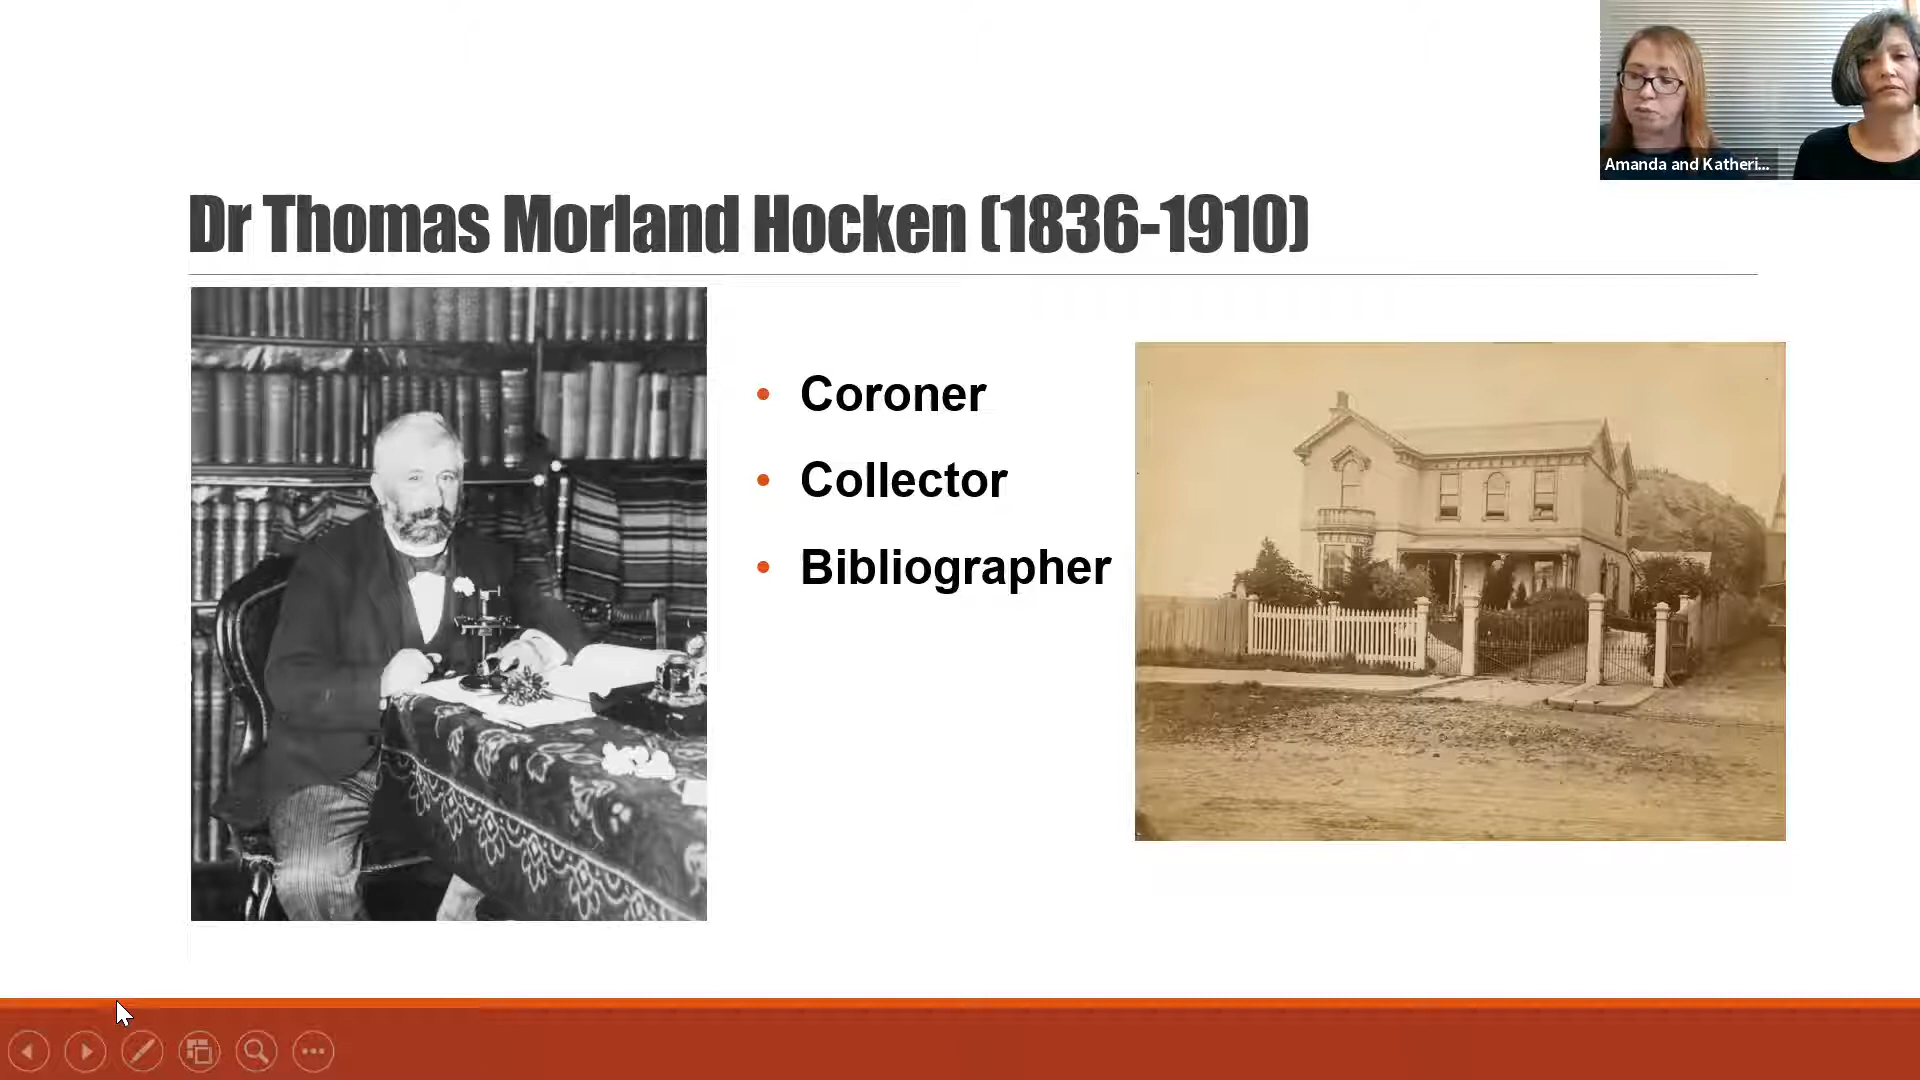 Amanda and Katheri...
Dr Thomas Morland Hocken (1836-1910)
• Coroner
• Collector
• Bibliographer